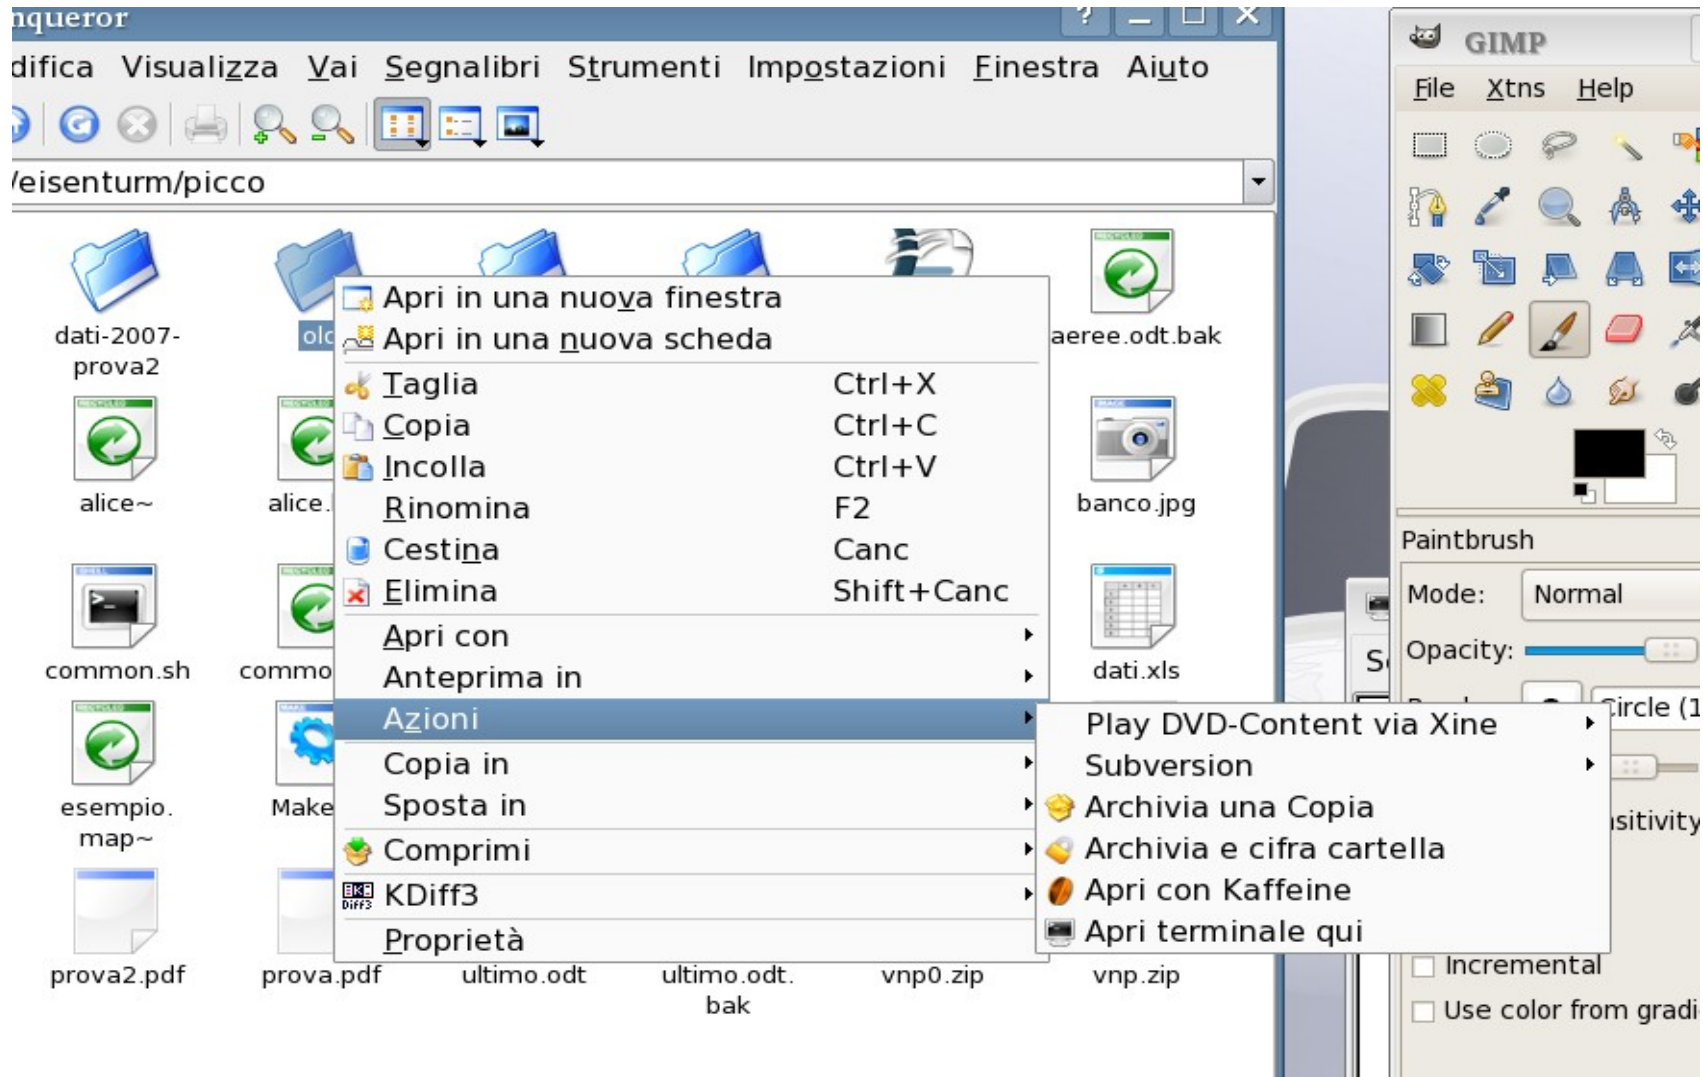 nqueror
difica Visualizza Vai Segnalibri Strumenti Impostazioni Finestra Aiuto
/eisenturm/picco
dati-2007-
prova2
old
aeree.odt.bak
alice~
alice.
banco.jpg
common.sh
commo
dati.xls
esempio.
map~
Make
prova2.pdf
prova.pdf
ultimo.odt
ultimo.odt.
bak
vnp0.zip
vnp.zip
Apri in una nuova finestra
Apri in una nuova scheda
Taglia Ctrl+X
Copia Ctrl+C
Incolla Ctrl+V
Rinomina F2
Cestina Canc
Elimina Shift+Canc
Apri con
Anteprima in
Azioni
Copia in
Sposta in
Comprimi
KDiff3
Proprietà
Play DVD-Content via Xine
Subversion
Archivia una Copia
Archivia e cifra cartella
Apri con Kaffeine
Apri terminale qui
GIMP
File Xtns Help
Paintbrush
Mode: Normal
Opacity:
Circle (1
sitivity
Incremental
Use color from gradi